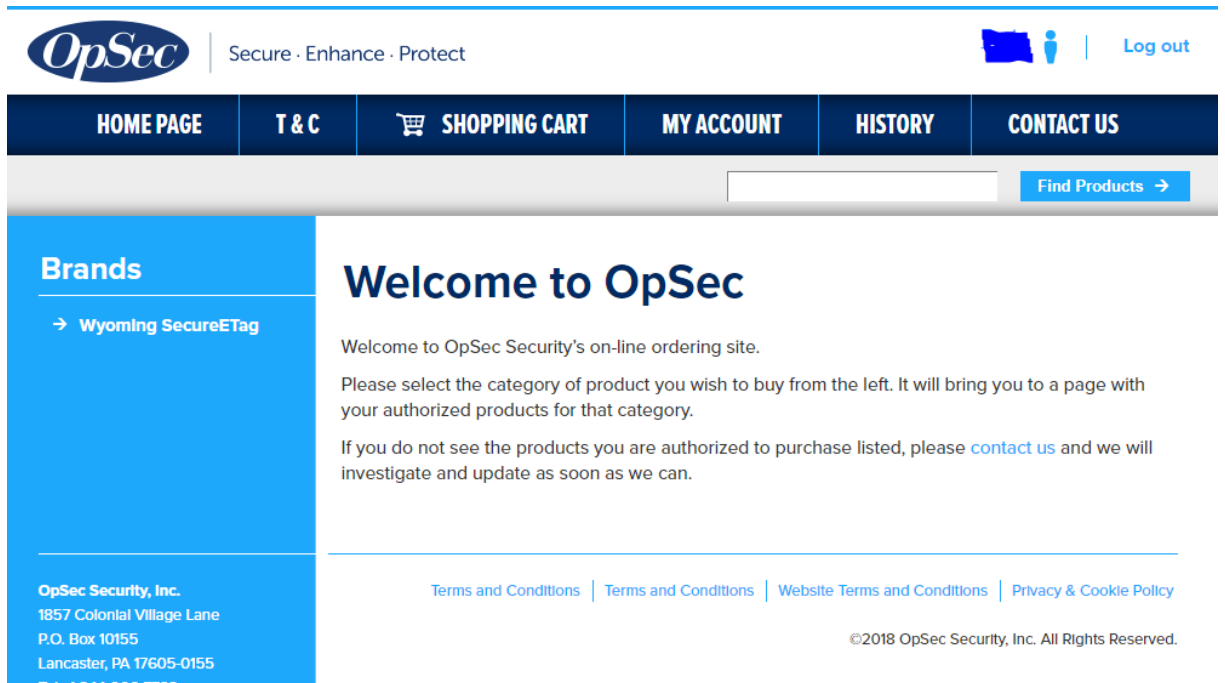 OpSec
Secure · Enhance · Protect
Log out
HOME PAGE
T & C
SHOPPING CART
MY ACCOUNT
HISTORY
CONTACT US
Find Products →
Brands
→ Wyoming SecureETag
Welcome to OpSec
Welcome to OpSec Security’s on-line ordering site.
Please select the category of product you wish to buy from the left. It will bring you to a page with
your authorized products for that category.
If you do not see the products you are authorized to purchase listed, please contact us and we will
investigate and update as soon as we can.
OpSec Security, Inc.
1857 Colonial Village Lane
P.O. Box 10155
Lancaster, PA 17605-0155
Terms and Conditions | Terms and Conditions | Website Terms and Conditions | Privacy & Cookie Policy
©2018 OpSec Security, Inc. All Rights Reserved.